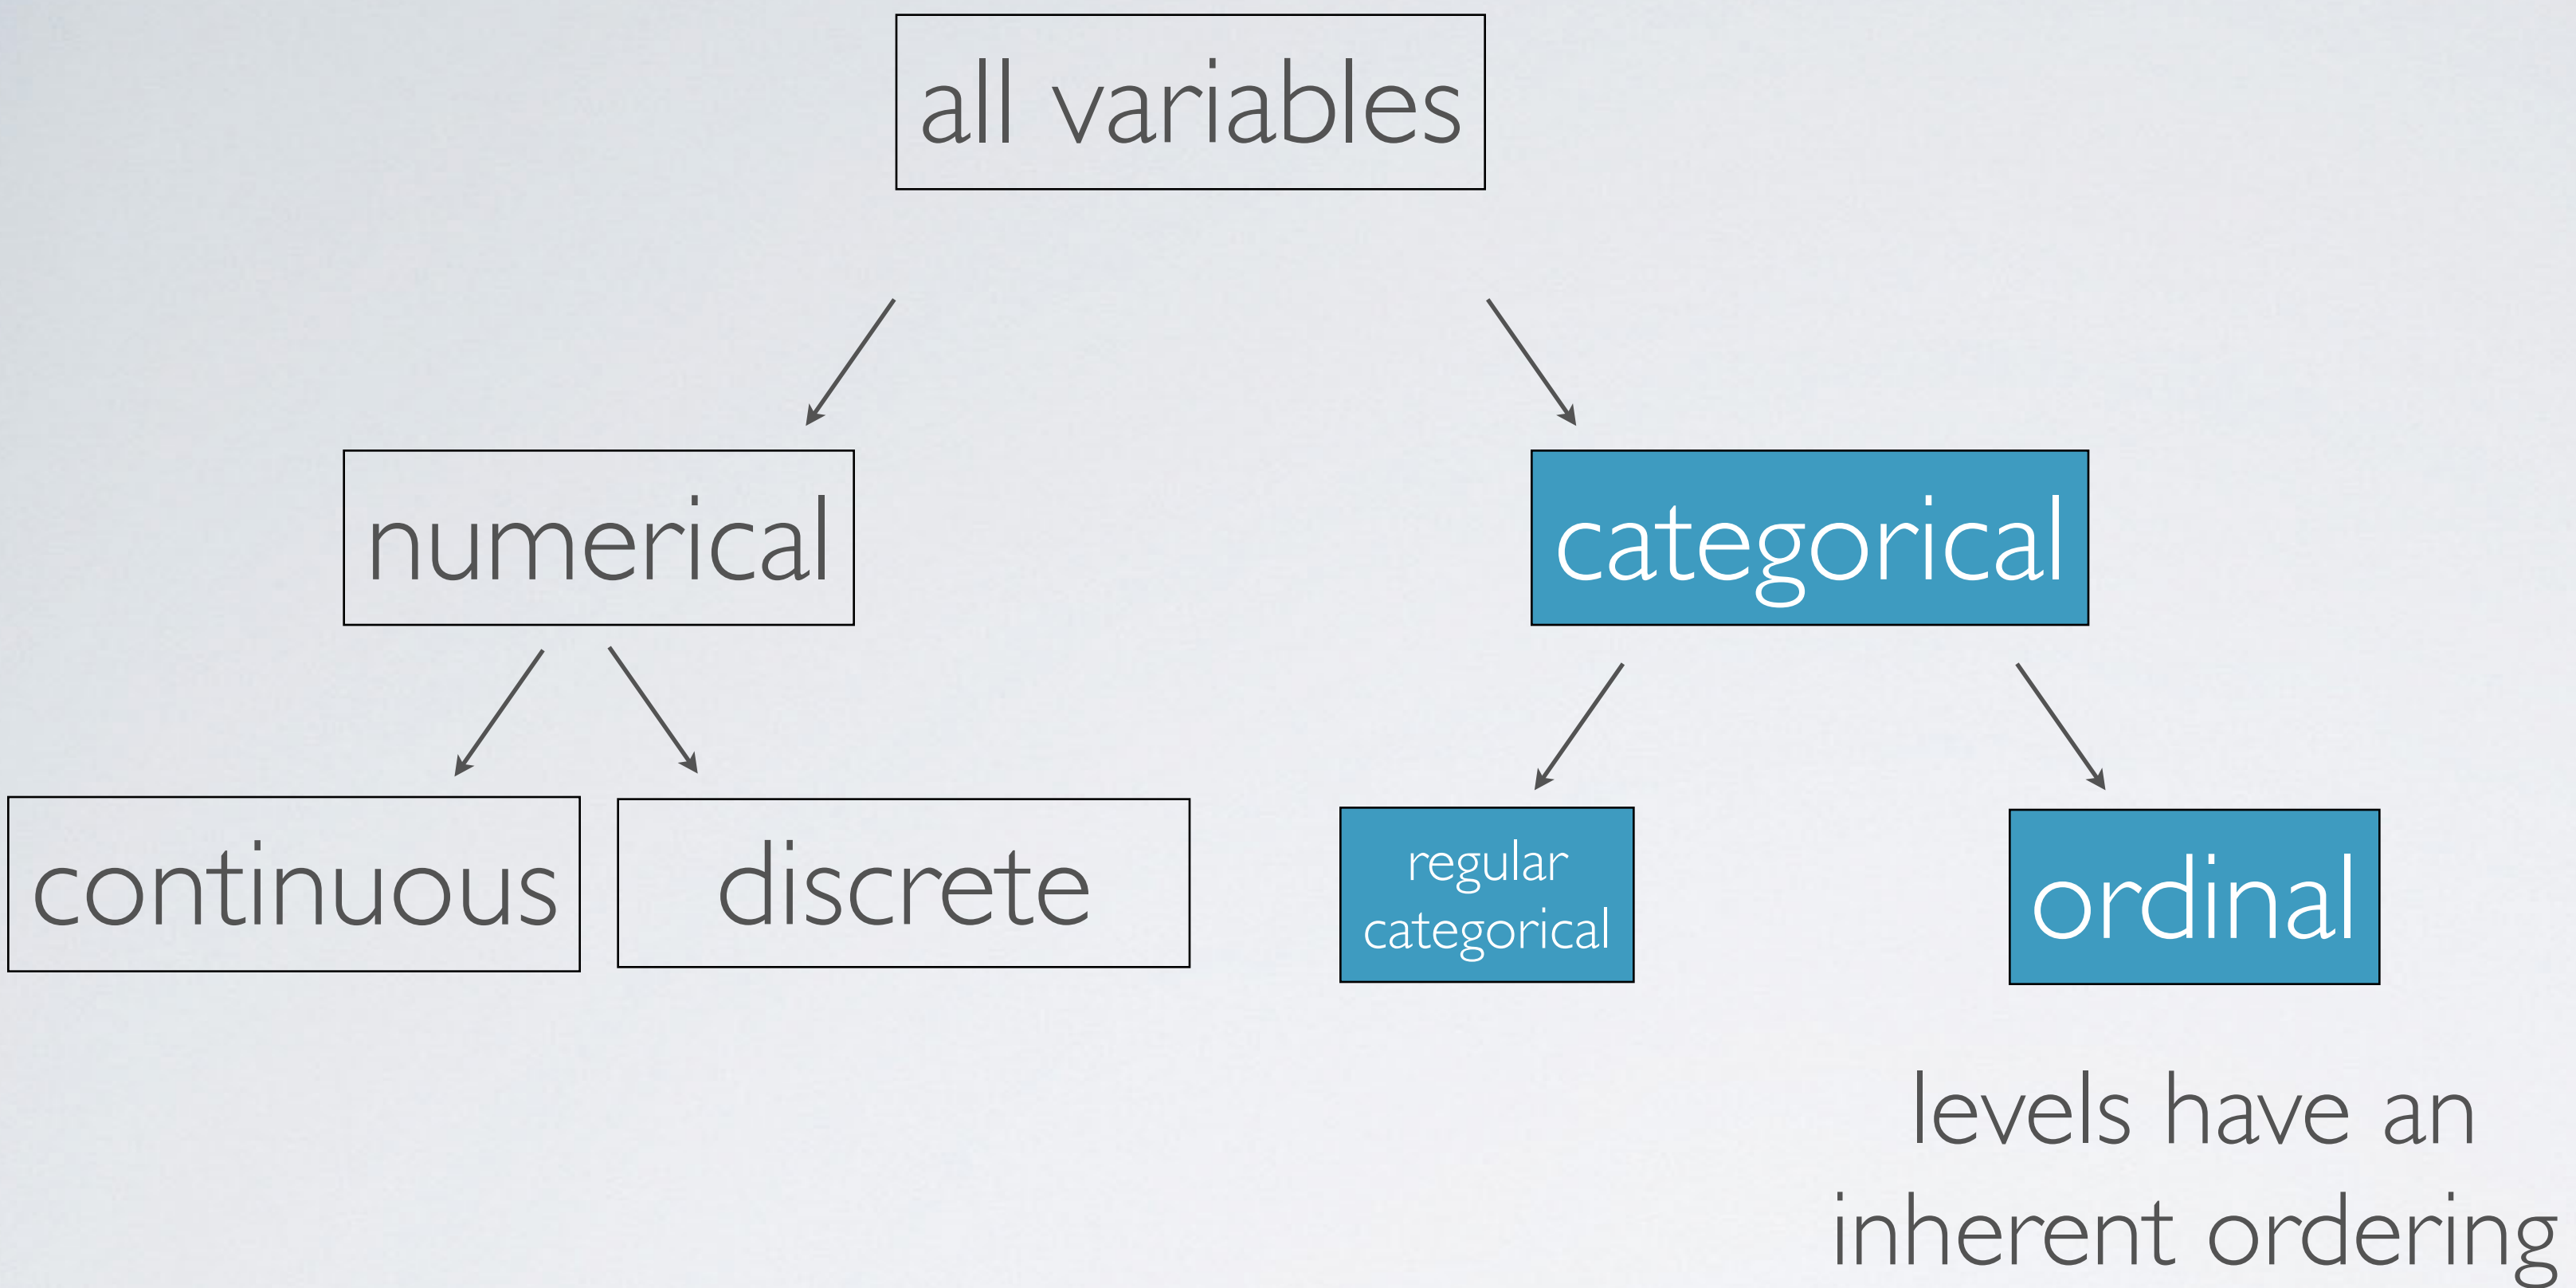 all variables
numerical
categorical
continuous
discrete
regular
categorical
ordinal
levels have an
inherent ordering